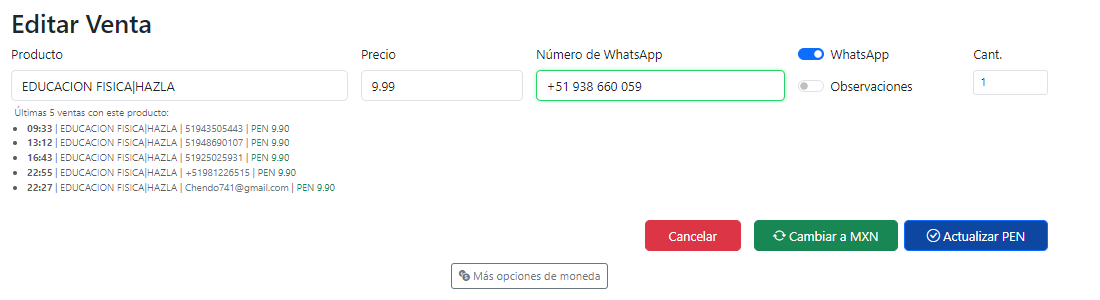 Editar Venta
Producto Precio Número de WhatsApp WhatsApp Cant.
EDUCACION FISICA|HAZLA 9.99 +51 938 660 059 Observaciones 1
Últimas 5 ventas con este producto:
• 09:33 | EDUCACION FISICA|HAZLA | 51943505443 | PEN 9.90
• 13:12 | EDUCACION FISICA|HAZLA | 51948690107 | PEN 9.90
• 16:43 | EDUCACION FISICA|HAZLA | 51925025931 | PEN 9.90
• 22:55 | EDUCACION FISICA|HAZLA | +51981226515 | PEN 9.90
• 22:27 | EDUCACION FISICA|HAZLA | Chendo741@gmail.com | PEN 9.90
Cancelar Cambiar a MXN Actualizar PEN
Más opciones de moneda